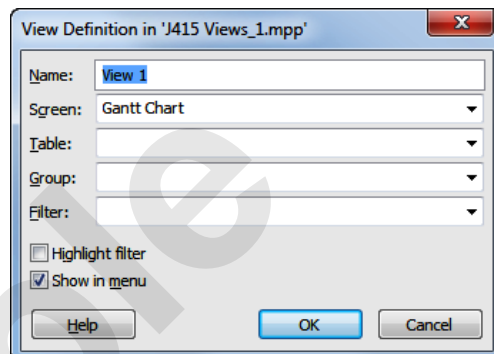 View Definition in 'J415 Views_1.mpp'
Name: View 1
Screen: Gantt Chart
Table:
Group:
Filter:
Highlight filter
Show in menu
Help OK Cancel